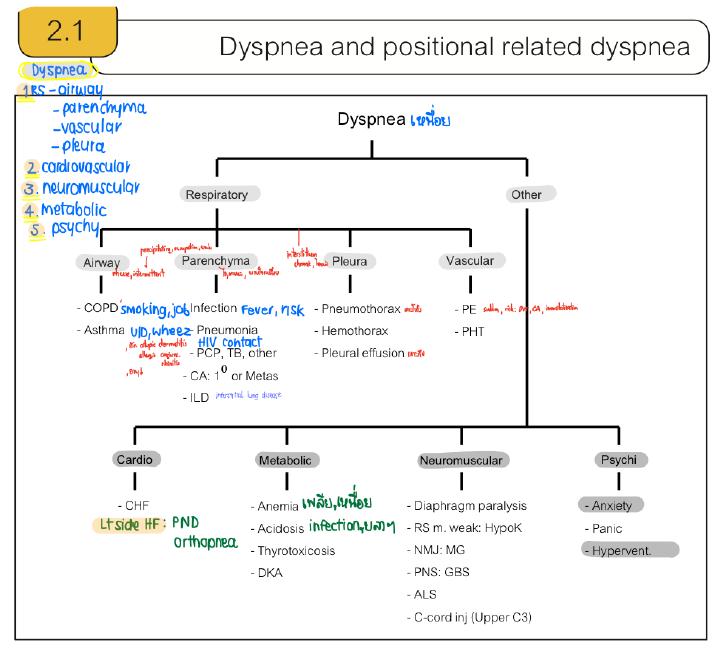 2.1
Dyspnea and positional related dyspnea
Dyspnea
1 RS - airway
- parenchyma
- vascular
- pleura
2. cardiovascular
3. neuromuscular
4. metabolic
5. psychy
Dyspnea เหนื่อย
Respiratory
Other
Airway
Parenchyma
Pleura
Vascular
- COPD smoking, job
- Asthma URI, wheez
Infection Fever, risk
- Pneumonia
HIV contact
- PCP, TB, other
- CA: 1⁰ or Metas
- ILD interstitial lung disease
- Pneumothorax
- Hemothorax
- Pleural effusion
- PE
- PHT
Cardio
- CHF
Lt side HF: PND
orthopnea
Metabolic
- Anemia เพลีย, เหนื่อย
- Acidosis infection, ยาๆ
- Thyrotoxicosis
- DKA
Neuromuscular
- Diaphragm paralysis
- RS m. weak: HypoK
- NMJ: MG
- PNS: GBS
- ALS
- C-cord inj (Upper C3)
Psychi
- Anxiety
- Panic
- Hypervent.